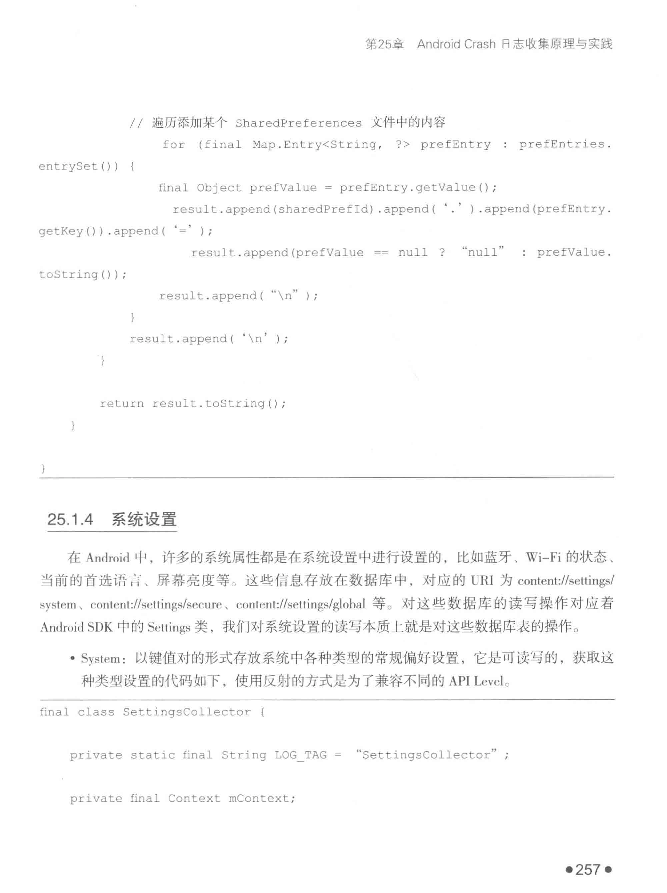 第25章 Android Crash 日志收集原理与实践
// 遍历添加某个 SharedPreferences 文件中的内容
for (final Map.Entry<String, ?> prefEntry : prefEntries.
entrySet()) {
final Object prefValue = prefEntry.getValue();
result.append(sharedPrefId).append( ‘.’ ).append(prefEntry.
getKey()).append( ‘=’ );
result.append(prefValue == null ? “null” : prefValue.
toString());
result.append( “\n” );
}
result.append( ‘\n’ );
}
return result.toString();
}
}
25.1.4 系统设置
在 Android 中，许多的系统属性都是在系统设置中进行设置的，比如蓝牙、Wi-Fi 的状态、
当前的首选语言、屏幕亮度等。这些信息存放在数据库中，对应的 URI 为 content://settings/
system、content://settings/secure、content://settings/global 等。对这些数据库的读写操作对应着
Android SDK 中的 Settings 类，我们对系统设置的读写本质上就是对这些数据库表的操作。
• System：以键值对的形式存放系统中各种类型的常规偏好设置，它是可读写的，获取这
种类型设置的代码如下，使用反射的方式是为了兼容不同的 API Level。
final class SettingsCollector {
private static final String LOG_TAG = “SettingsCollector” ;
private final Context mContext;
●257●